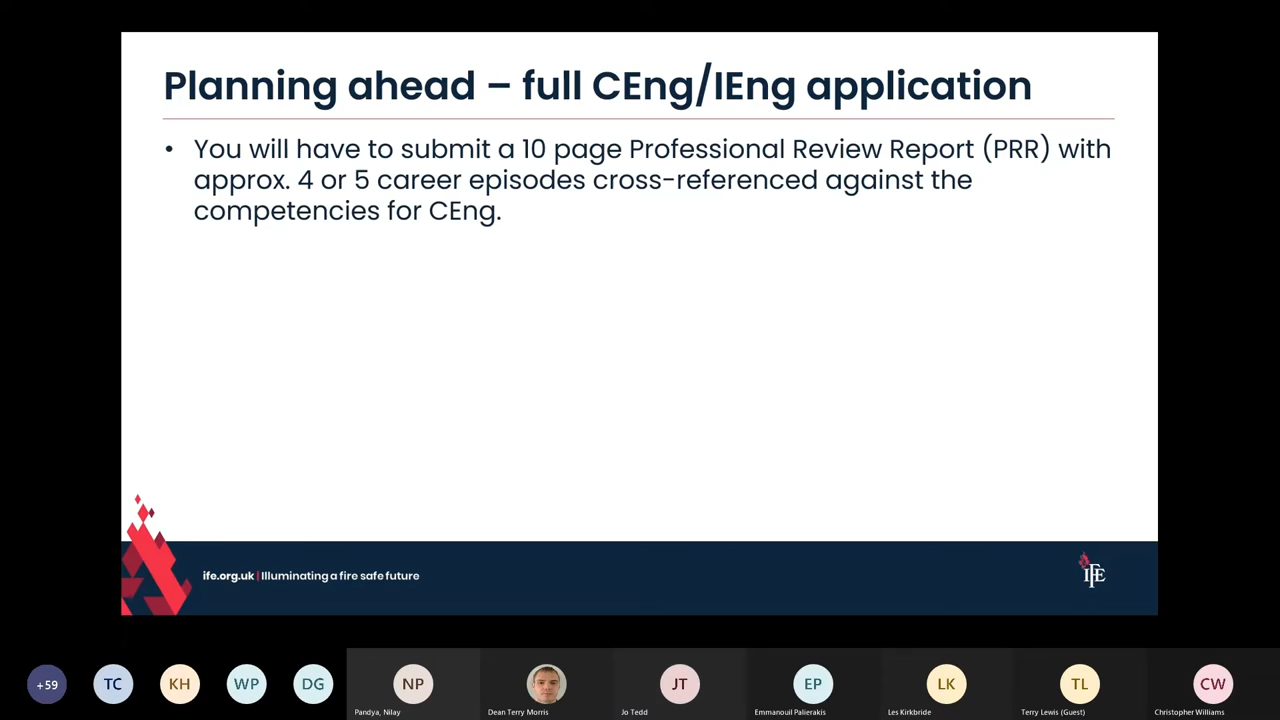 Planning ahead – full CEng/IEng application
• You will have to submit a 10 page Professional Review Report (PRR) with
approx. 4 or 5 career episodes cross-referenced against the
competencies for CEng.
ife.org.uk | Illuminating a fire safe future
IFE
+59
TC
KH
WP
DG
NP
JT
EP
LK
TL
CW
Pandya, Nilay
Dean Terry Morris
Jo Tedd
Emmanouil Palierakis
Les Kirkbride
Terry Lewis (Guest)
Christopher Williams